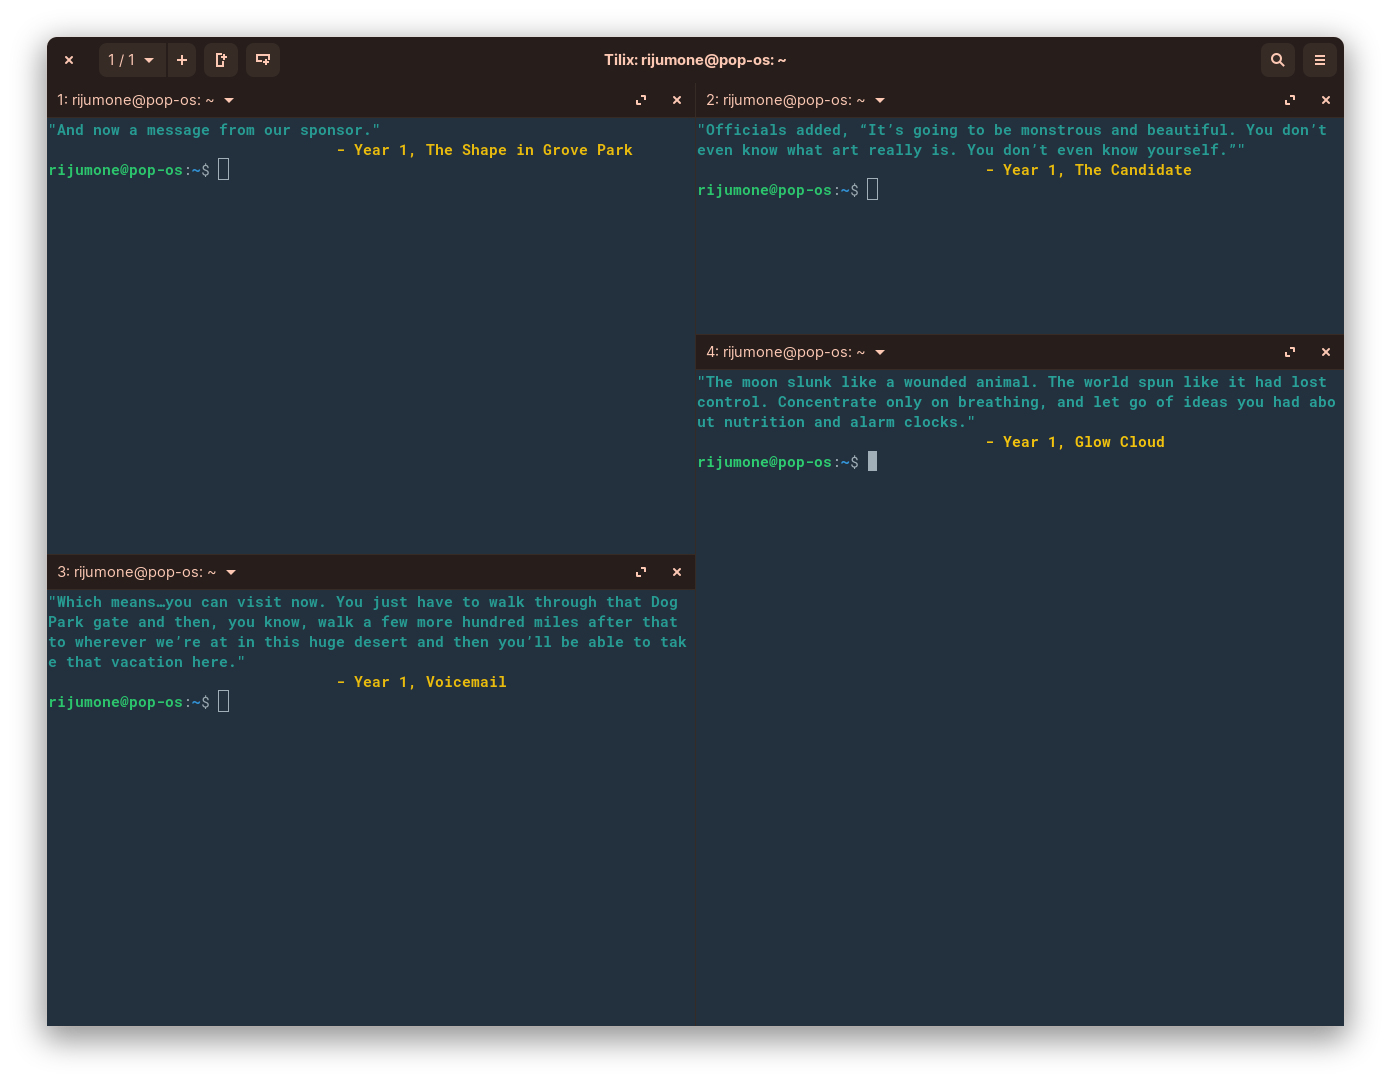 1 / 1
Tilix: rijumone@pop-os: ~
1: rijumone@pop-os: ~
"And now a message from our sponsor."
- Year 1, The Shape in Grove Park
rijumone@pop-os:~$
2: rijumone@pop-os: ~
"Officials added, “It’s going to be monstrous and beautiful. You don’t
even know what art really is. You don’t even know yourself.”"
- Year 1, The Candidate
rijumone@pop-os:~$
3: rijumone@pop-os: ~
"Which means…you can visit now. You just have to walk through that Dog
Park gate and then, you know, walk a few more hundred miles after that
to wherever we’re at in this huge desert and then you’ll be able to tak
e that vacation here."
- Year 1, Voicemail
rijumone@pop-os:~$
4: rijumone@pop-os: ~
"The moon slunk like a wounded animal. The world spun like it had lost
control. Concentrate only on breathing, and let go of ideas you had abo
ut nutrition and alarm clocks."
- Year 1, Glow Cloud
rijumone@pop-os:~$